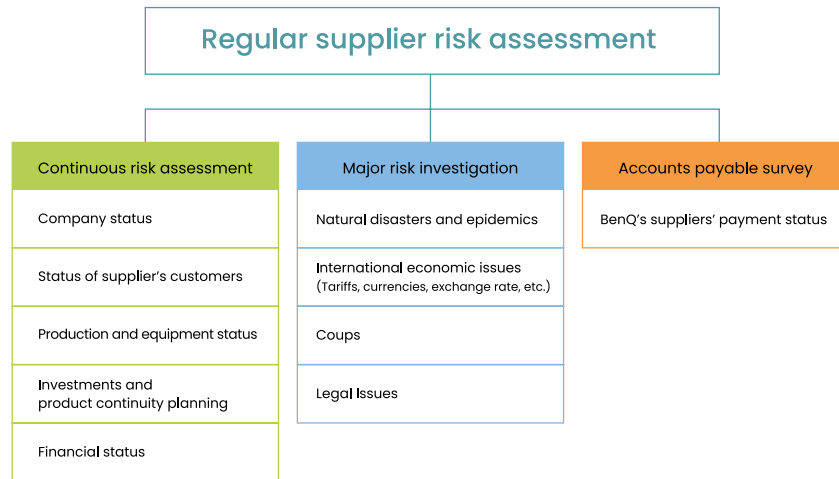 Regular supplier risk assessment
Continuous risk assessment
Company status
Status of supplier's customers
Production and equipment status
Investments and
product continuity planning
Financial status
Major risk investigation
Natural disasters and epidemics
International economic issues
(Tariffs, currencies, exchange rate, etc.)
Coups
Legal Issues
Accounts payable survey
BenQ's suppliers' payment status